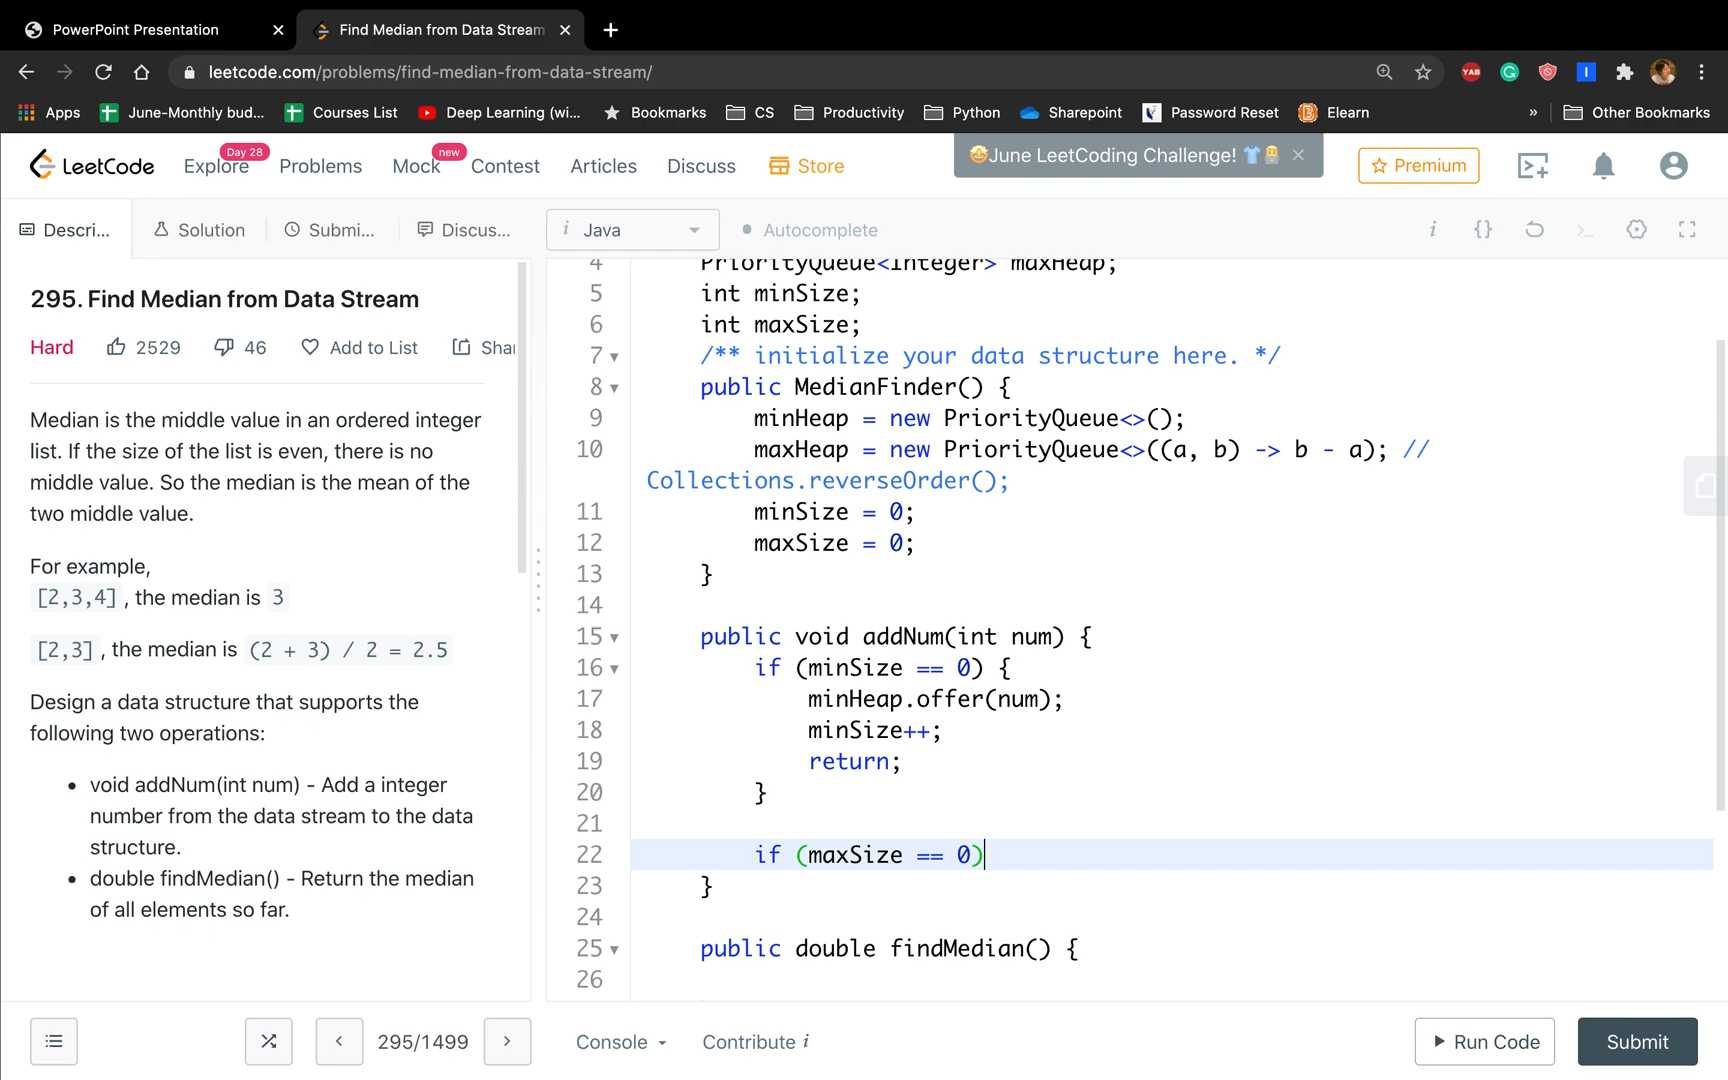 PowerPoint Presentation
Find Median from Data Stream
leetcode.com/problems/find-median-from-data-stream/
YAB
G
I
Apps
June-Monthly bud...
Courses List
Deep Learning (wi...
Bookmarks
CS
Productivity
Python
Sharepoint
Password Reset
Elearn
»
Other Bookmarks
LeetCode
Explore
Day 28
Problems
Mock
new
Contest
Articles
Discuss
Store
🤩June LeetCoding Challenge!
Premium
Descri...
Solution
Submi...
Discus...
i Java
Autocomplete
i
{}
295. Find Median from Data Stream
Hard
2529
46
Add to List
Shar
Median is the middle value in an ordered integer
list. If the size of the list is even, there is no
middle value. So the median is the mean of the
two middle value.
For example,
[2,3,4] , the median is 3
[2,3] , the median is (2 + 3) / 2 = 2.5
Design a data structure that supports the
following two operations:
• void addNum(int num) - Add a integer
number from the data stream to the data
structure.
• double findMedian() - Return the median
of all elements so far.
4 PriorityQueue<Integer> maxHeap;
5 int minSize;
6 int maxSize;
7 /** initialize your data structure here. */
8 public MedianFinder() {
9 minHeap = new PriorityQueue<>();
10 maxHeap = new PriorityQueue<>((a, b) -> b - a); //
Collections.reverseOrder();
11 minSize = 0;
12 maxSize = 0;
13 }
14
15 public void addNum(int num) {
16 if (minSize == 0) {
17 minHeap.offer(num);
18 minSize++;
19 return;
20 }
21
22 if (maxSize == 0)
23 }
24
25 public double findMedian() {
26
295/1499
Console
Contribute i
Run Code
Submit